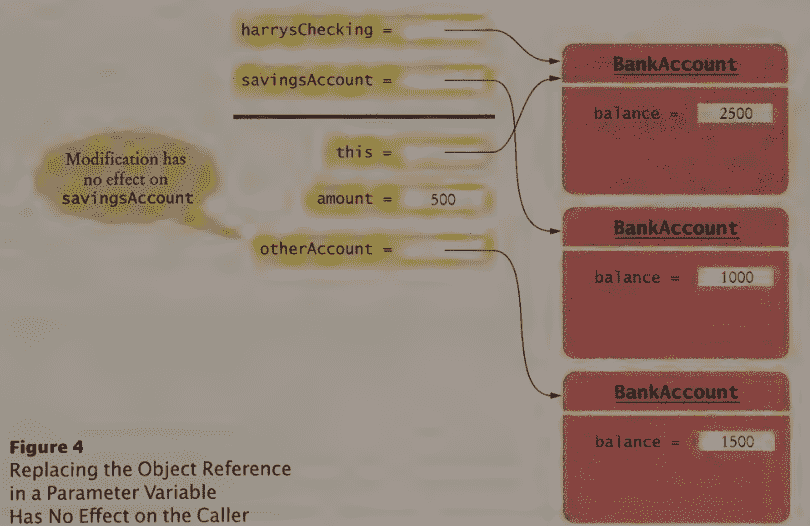 harrysChecking =
savingsAccount =
this =
amount = 500
otherAccount =
Modification has
no effect on
savingsAccount
BankAccount
balance = 2500
BankAccount
balance = 1000
BankAccount
balance = 1500
Figure 4
Replacing the Object Reference
in a Parameter Variable
Has No Effect on the Caller